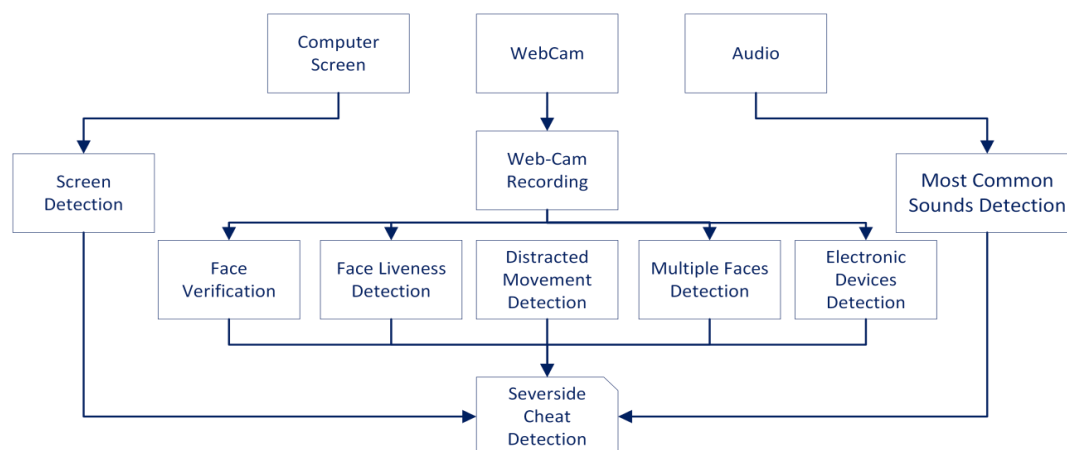 Computer
Screen
WebCam
Audio
Screen
Detection
Web-Cam
Recording
Most Common
Sounds Detection
Face
Verification
Face Liveness
Detection
Distracted
Movement
Detection
Multiple Faces
Detection
Electronic
Devices
Detection
Severside
Cheat
Detection